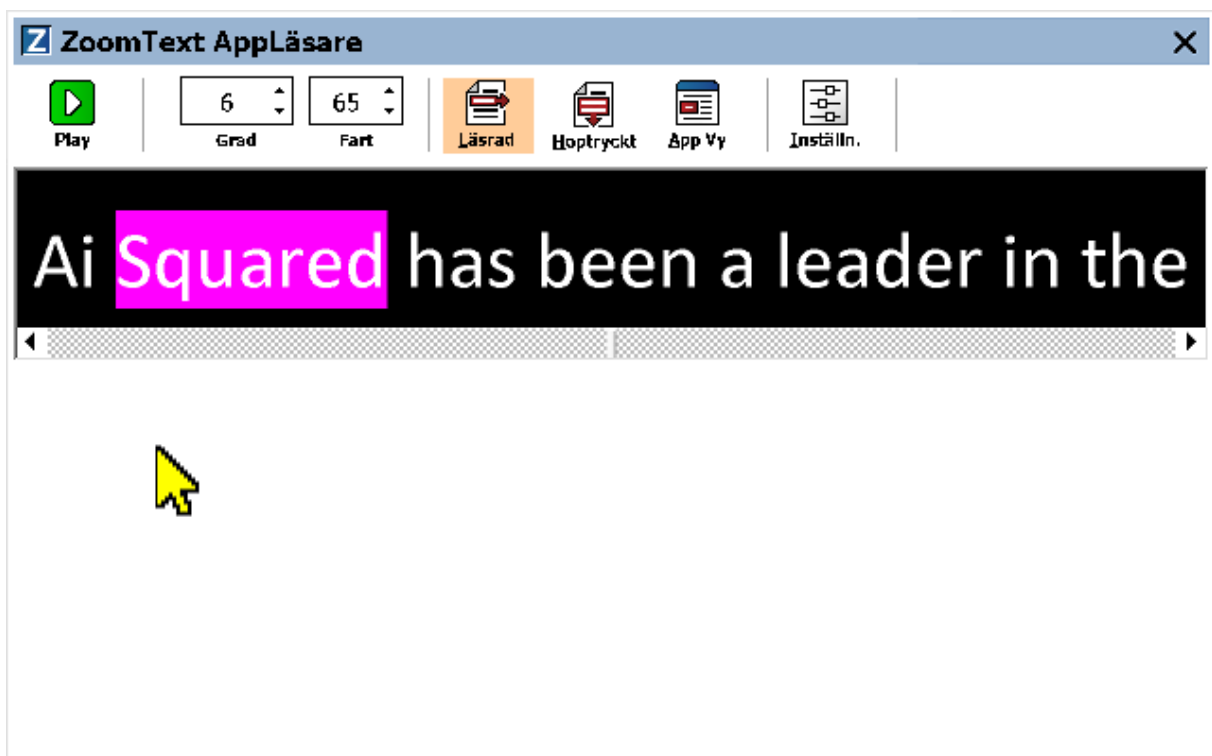 Z ZoomText AppLäsare
6 65
Play Grad Fart Läsrad Hoptryckt App Vy Inställn.
Ai Squared has been a leader in the